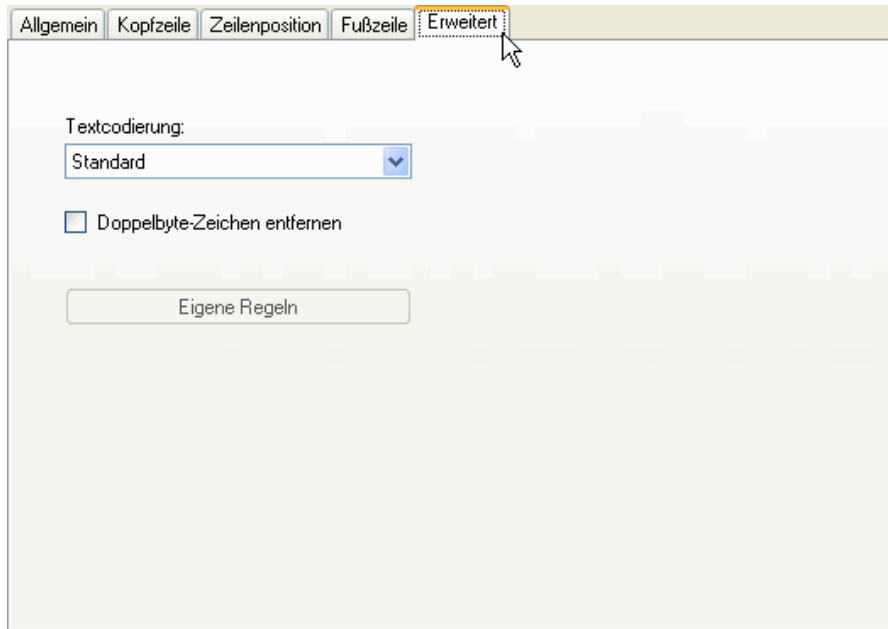 Allgemein Kopfzeile Zeilenposition Fußzeile Erweitert
Textcodierung:
Standard
Doppelbyte-Zeichen entfernen
Eigene Regeln